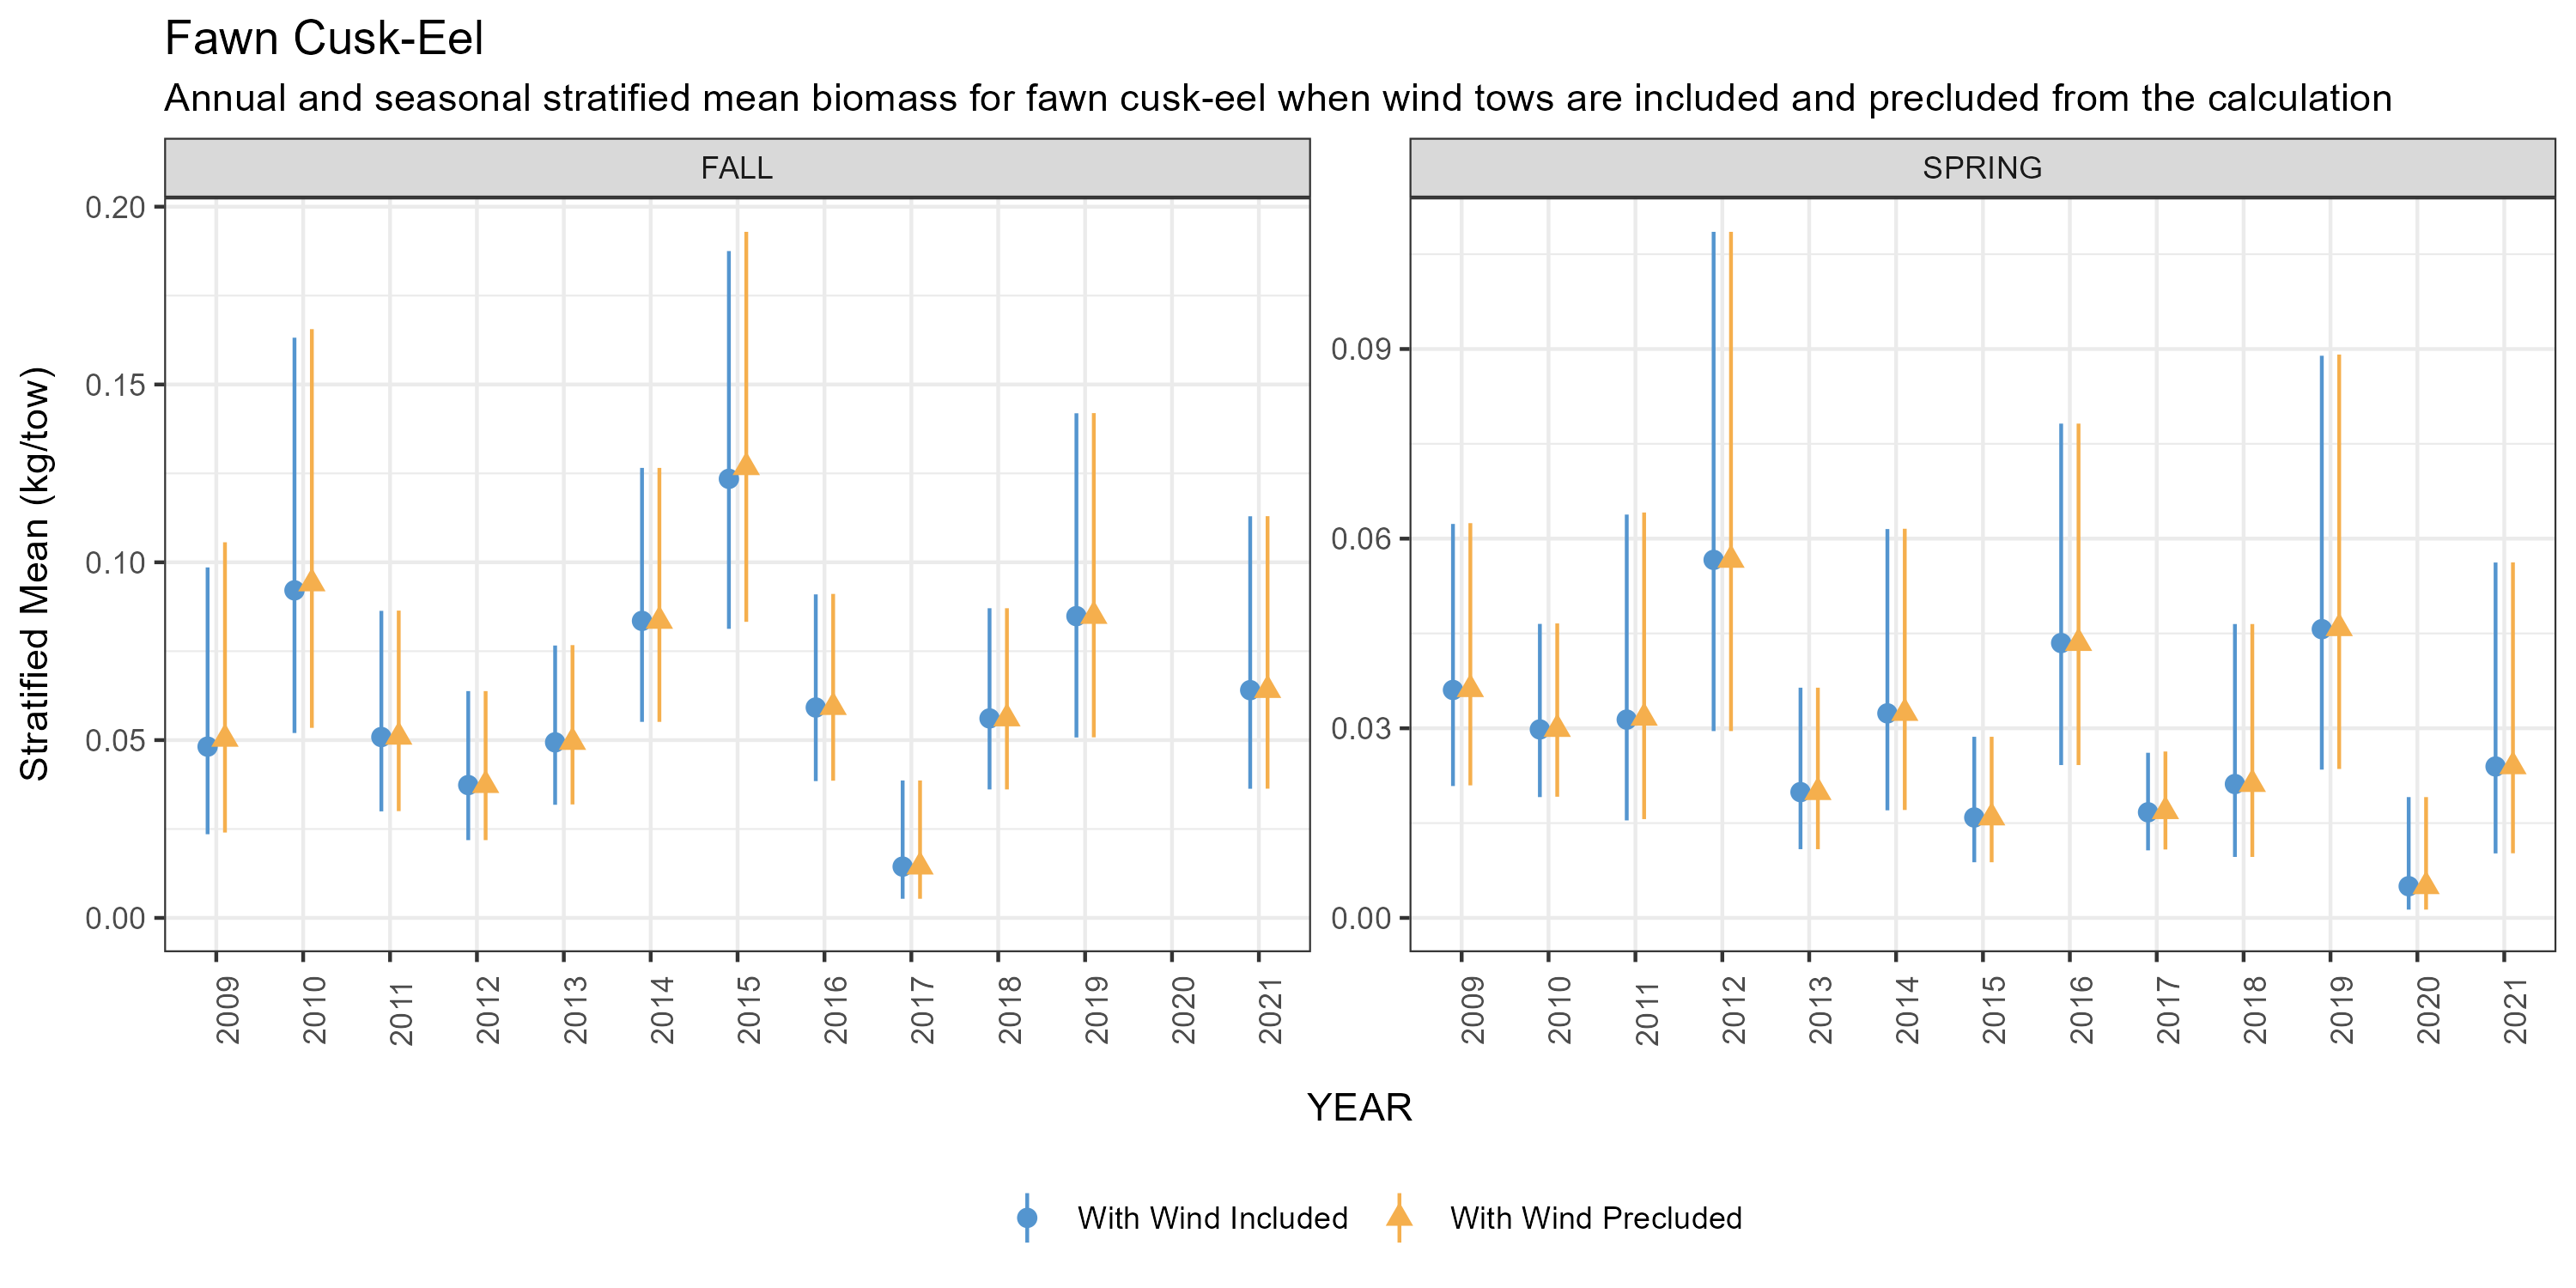 Fawn Cusk-Eel
Annual and seasonal stratified mean biomass for fawn cusk-eel when wind tows are included and precluded from the calculation
FALL
SPRING
Stratified Mean (kg/tow)
0.20
0.15
0.10
0.05
0.00
0.09
0.06
0.03
0.00
2009 2010 2011 2012 2013 2014 2015 2016 2017 2018 2019 2020 2021
2009 2010 2011 2012 2013 2014 2015 2016 2017 2018 2019 2020 2021
YEAR
With Wind Included With Wind Precluded